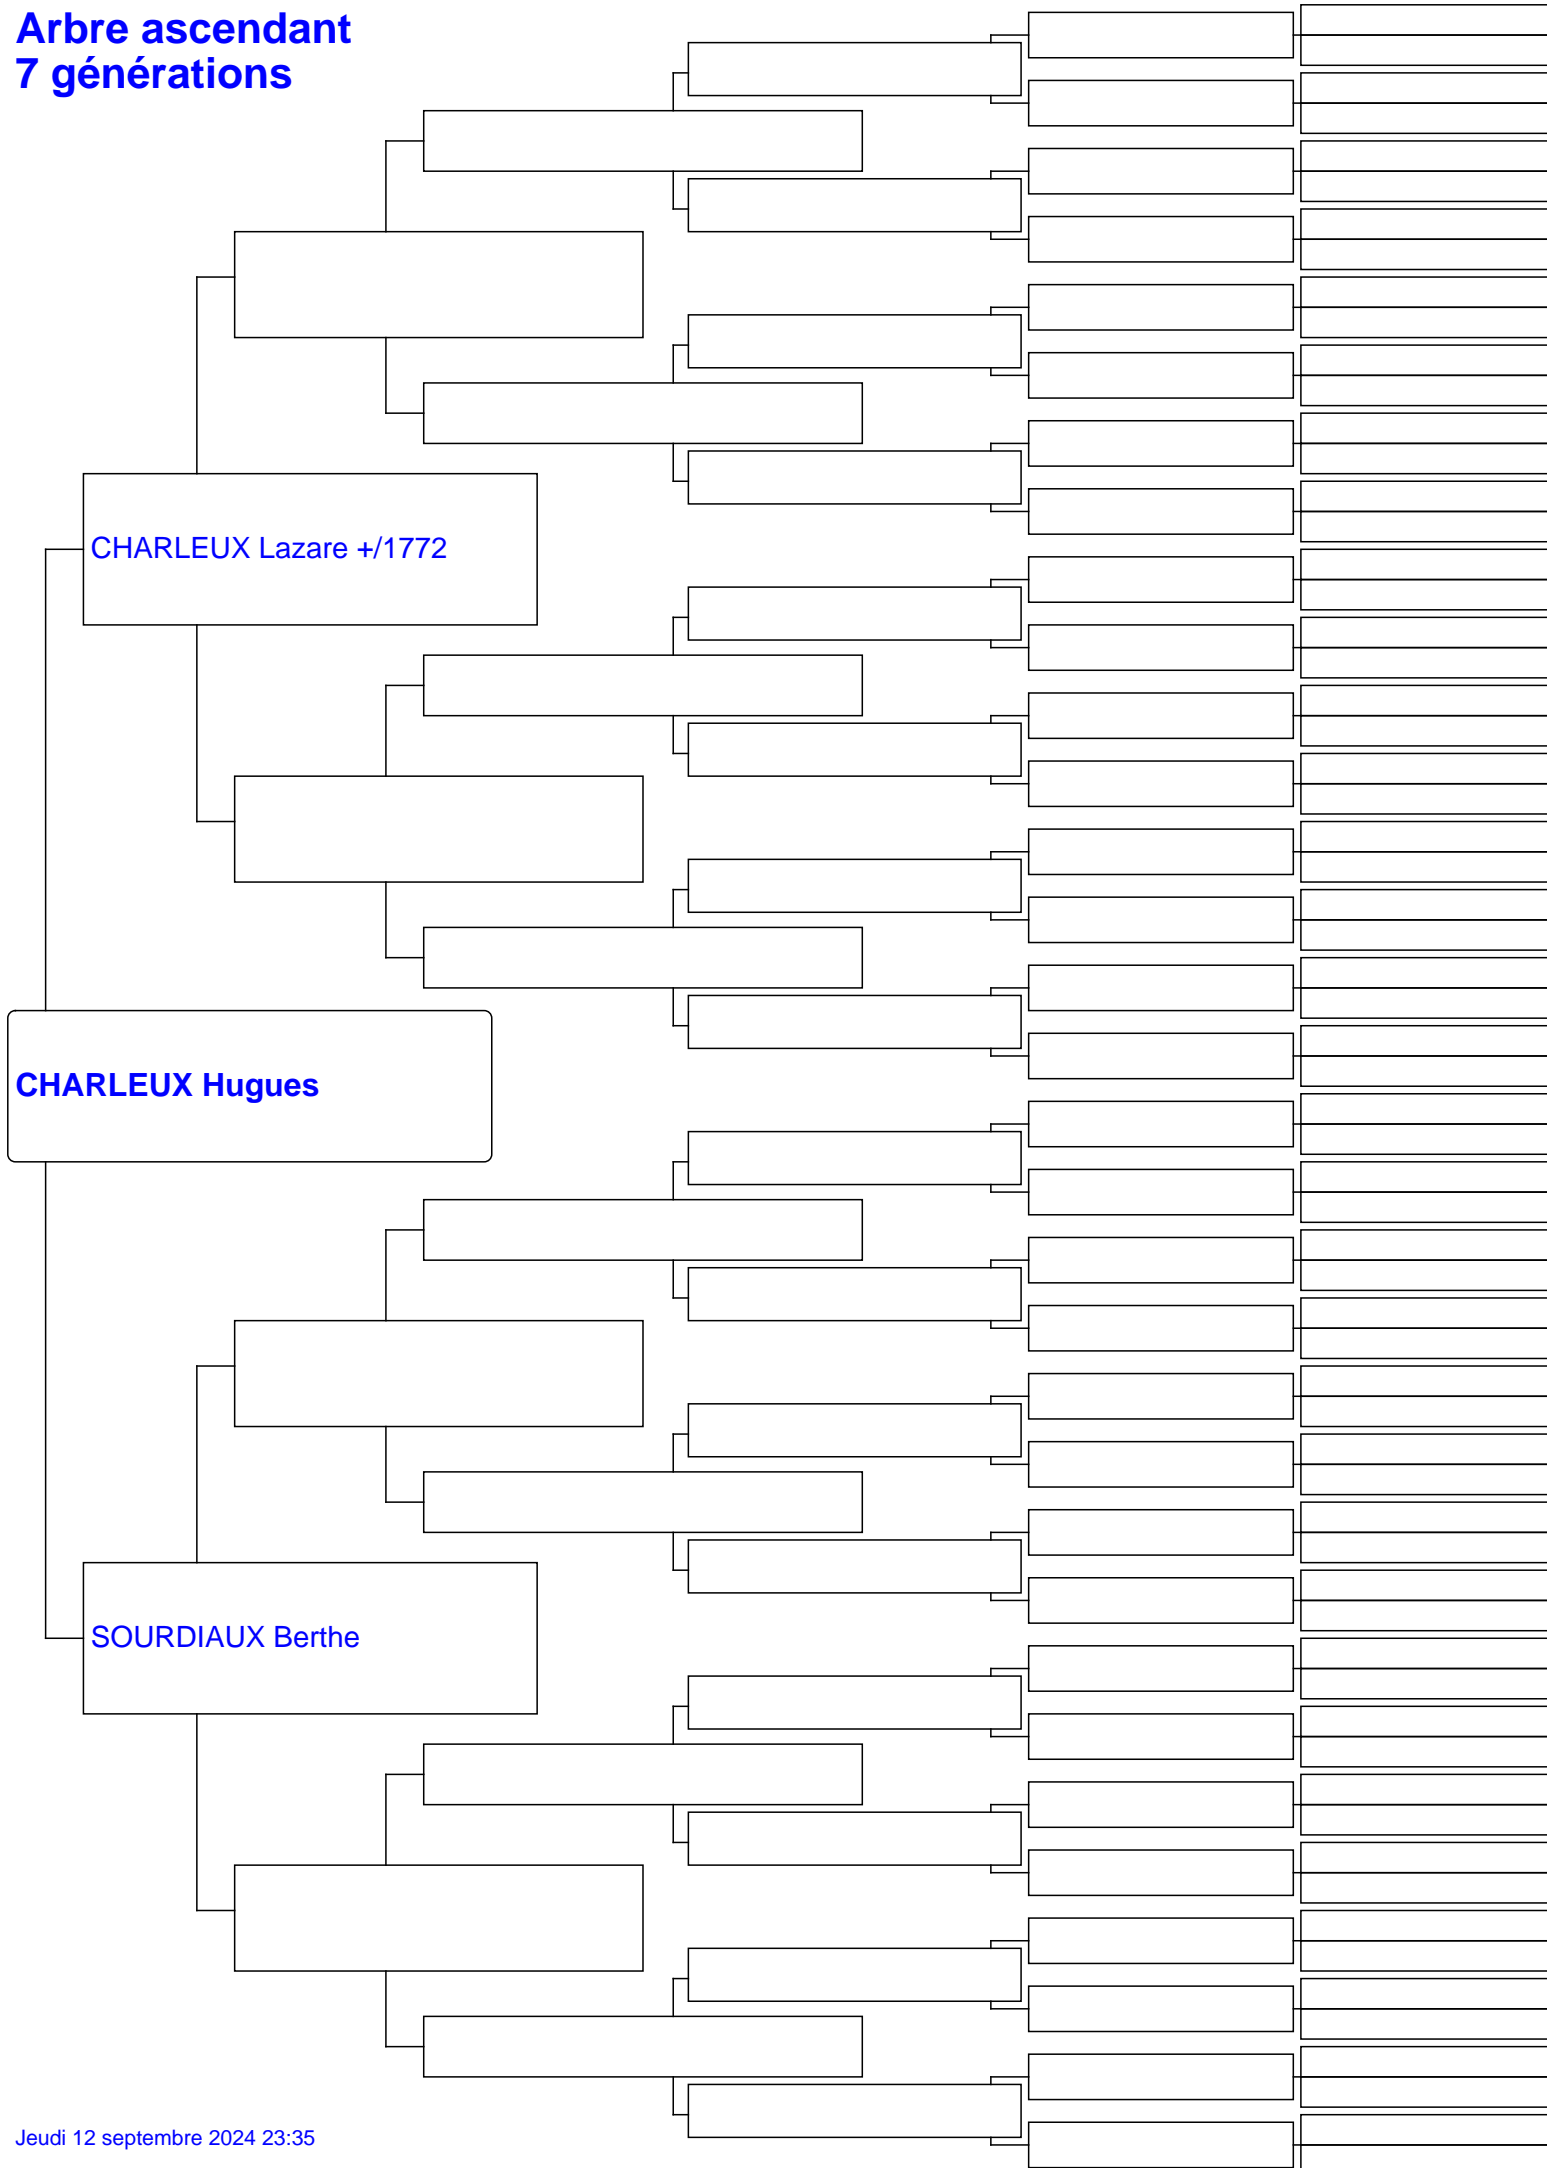 Arbre ascendant
7 générations
CHARLEUX Lazare +/1772
CHARLEUX Hugues
SOURDIAUX Berthe
Jeudi 12 septembre 2024 23:35